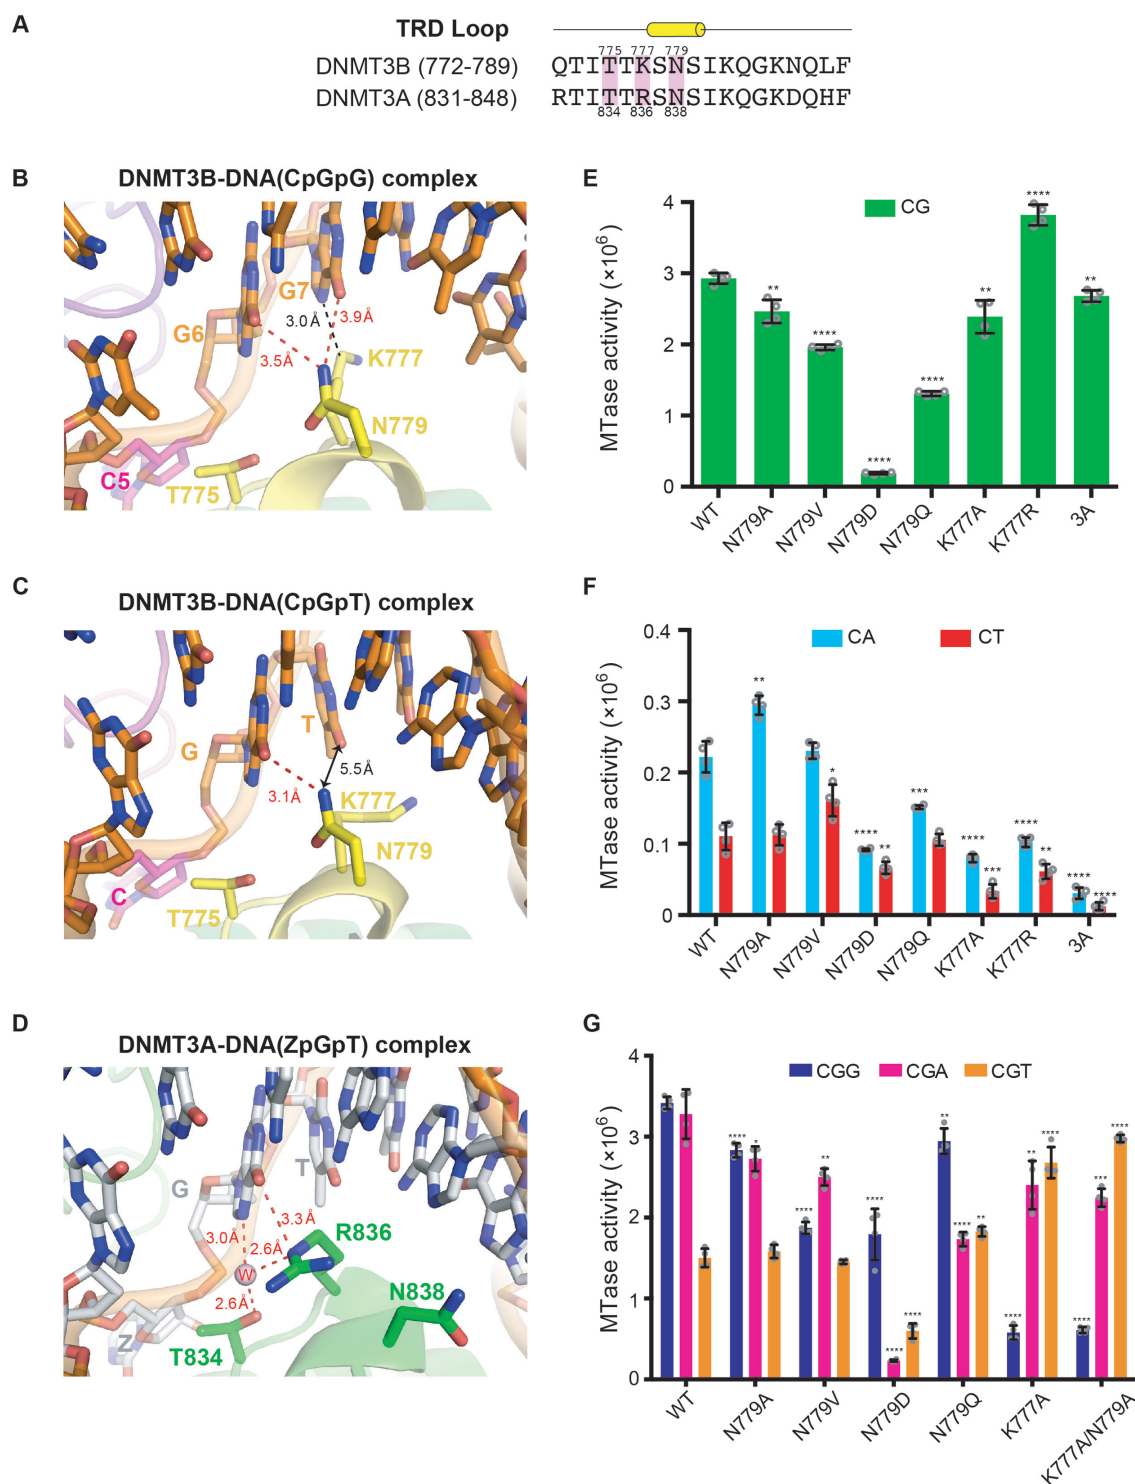 A
TRD Loop
775 777 779
DNMT3B (772-789) QTITTKSNSIKQGKNQLF
DNMT3A (831-848) RTITTRSNSIKQGKDQHF
834 836 838
B
DNMT3B-DNA(CpGpG) complex
G7
3.0Å 3.9Å
G6
3.5Å
K777
N779
C5
T775
C
DNMT3B-DNA(CpGpT) complex
T
G
5.5Å
3.1Å
K777
N779
C
T775
D
DNMT3A-DNA(ZpGpT) complex
T
G
3.3Å
3.0Å
2.6Å
R836
W
2.6Å
N838
Z
T834
E
CG
MTase activity (×10⁶)
4
3
2
1
0
**
****
****
****
**
****
**
WT N779A N779V N779D N779Q K777A K777R 3A
F
CA CT
MTase activity (×10⁶)
0.4
0.3
0.2
0.1
0
**
*
****
**
***
****
***
****
**
****
****
WT N779A N779V N779D N779Q K777A K777R 3A
G
CGG CGA CGT
MTase activity (×10⁶)
4
3
2
1
0
****
*
****
**
****
****
****
**
****
**
****
**
****
****
***
****
WT N779A N779V N779D N779Q K777A K777A/N779A